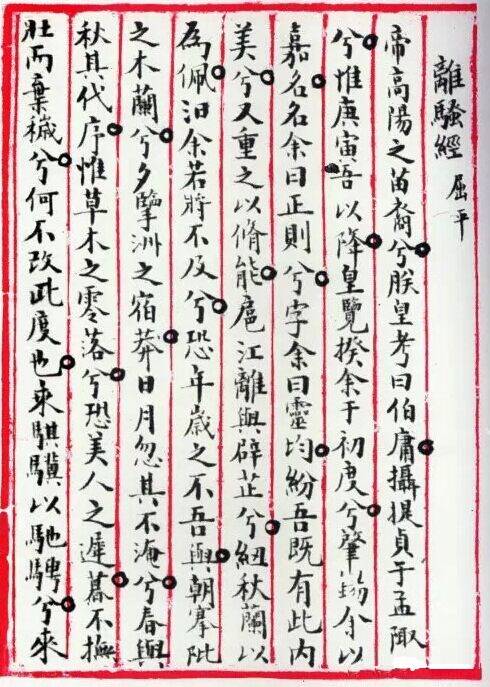 離騷經 屈平
帝高陽之苗裔兮朕皇考曰伯庸攝提貞于孟陬
兮惟庚寅吾以降皇覽揆余于初度兮肇錫余以
嘉名名余曰正則兮字余曰靈均紛吾既有此內
美兮又重之以脩能扈江離與辟芷兮紉秋蘭以
為佩汩余若將不及兮恐年歲之不吾與朝搴阰
之木蘭兮夕擥洲之宿莽日月忽其不淹兮春與
秋其代序惟草木之零落兮恐美人之遲暮不撫
壯而棄穢兮何不改此度也乘騏驥以馳騁兮來